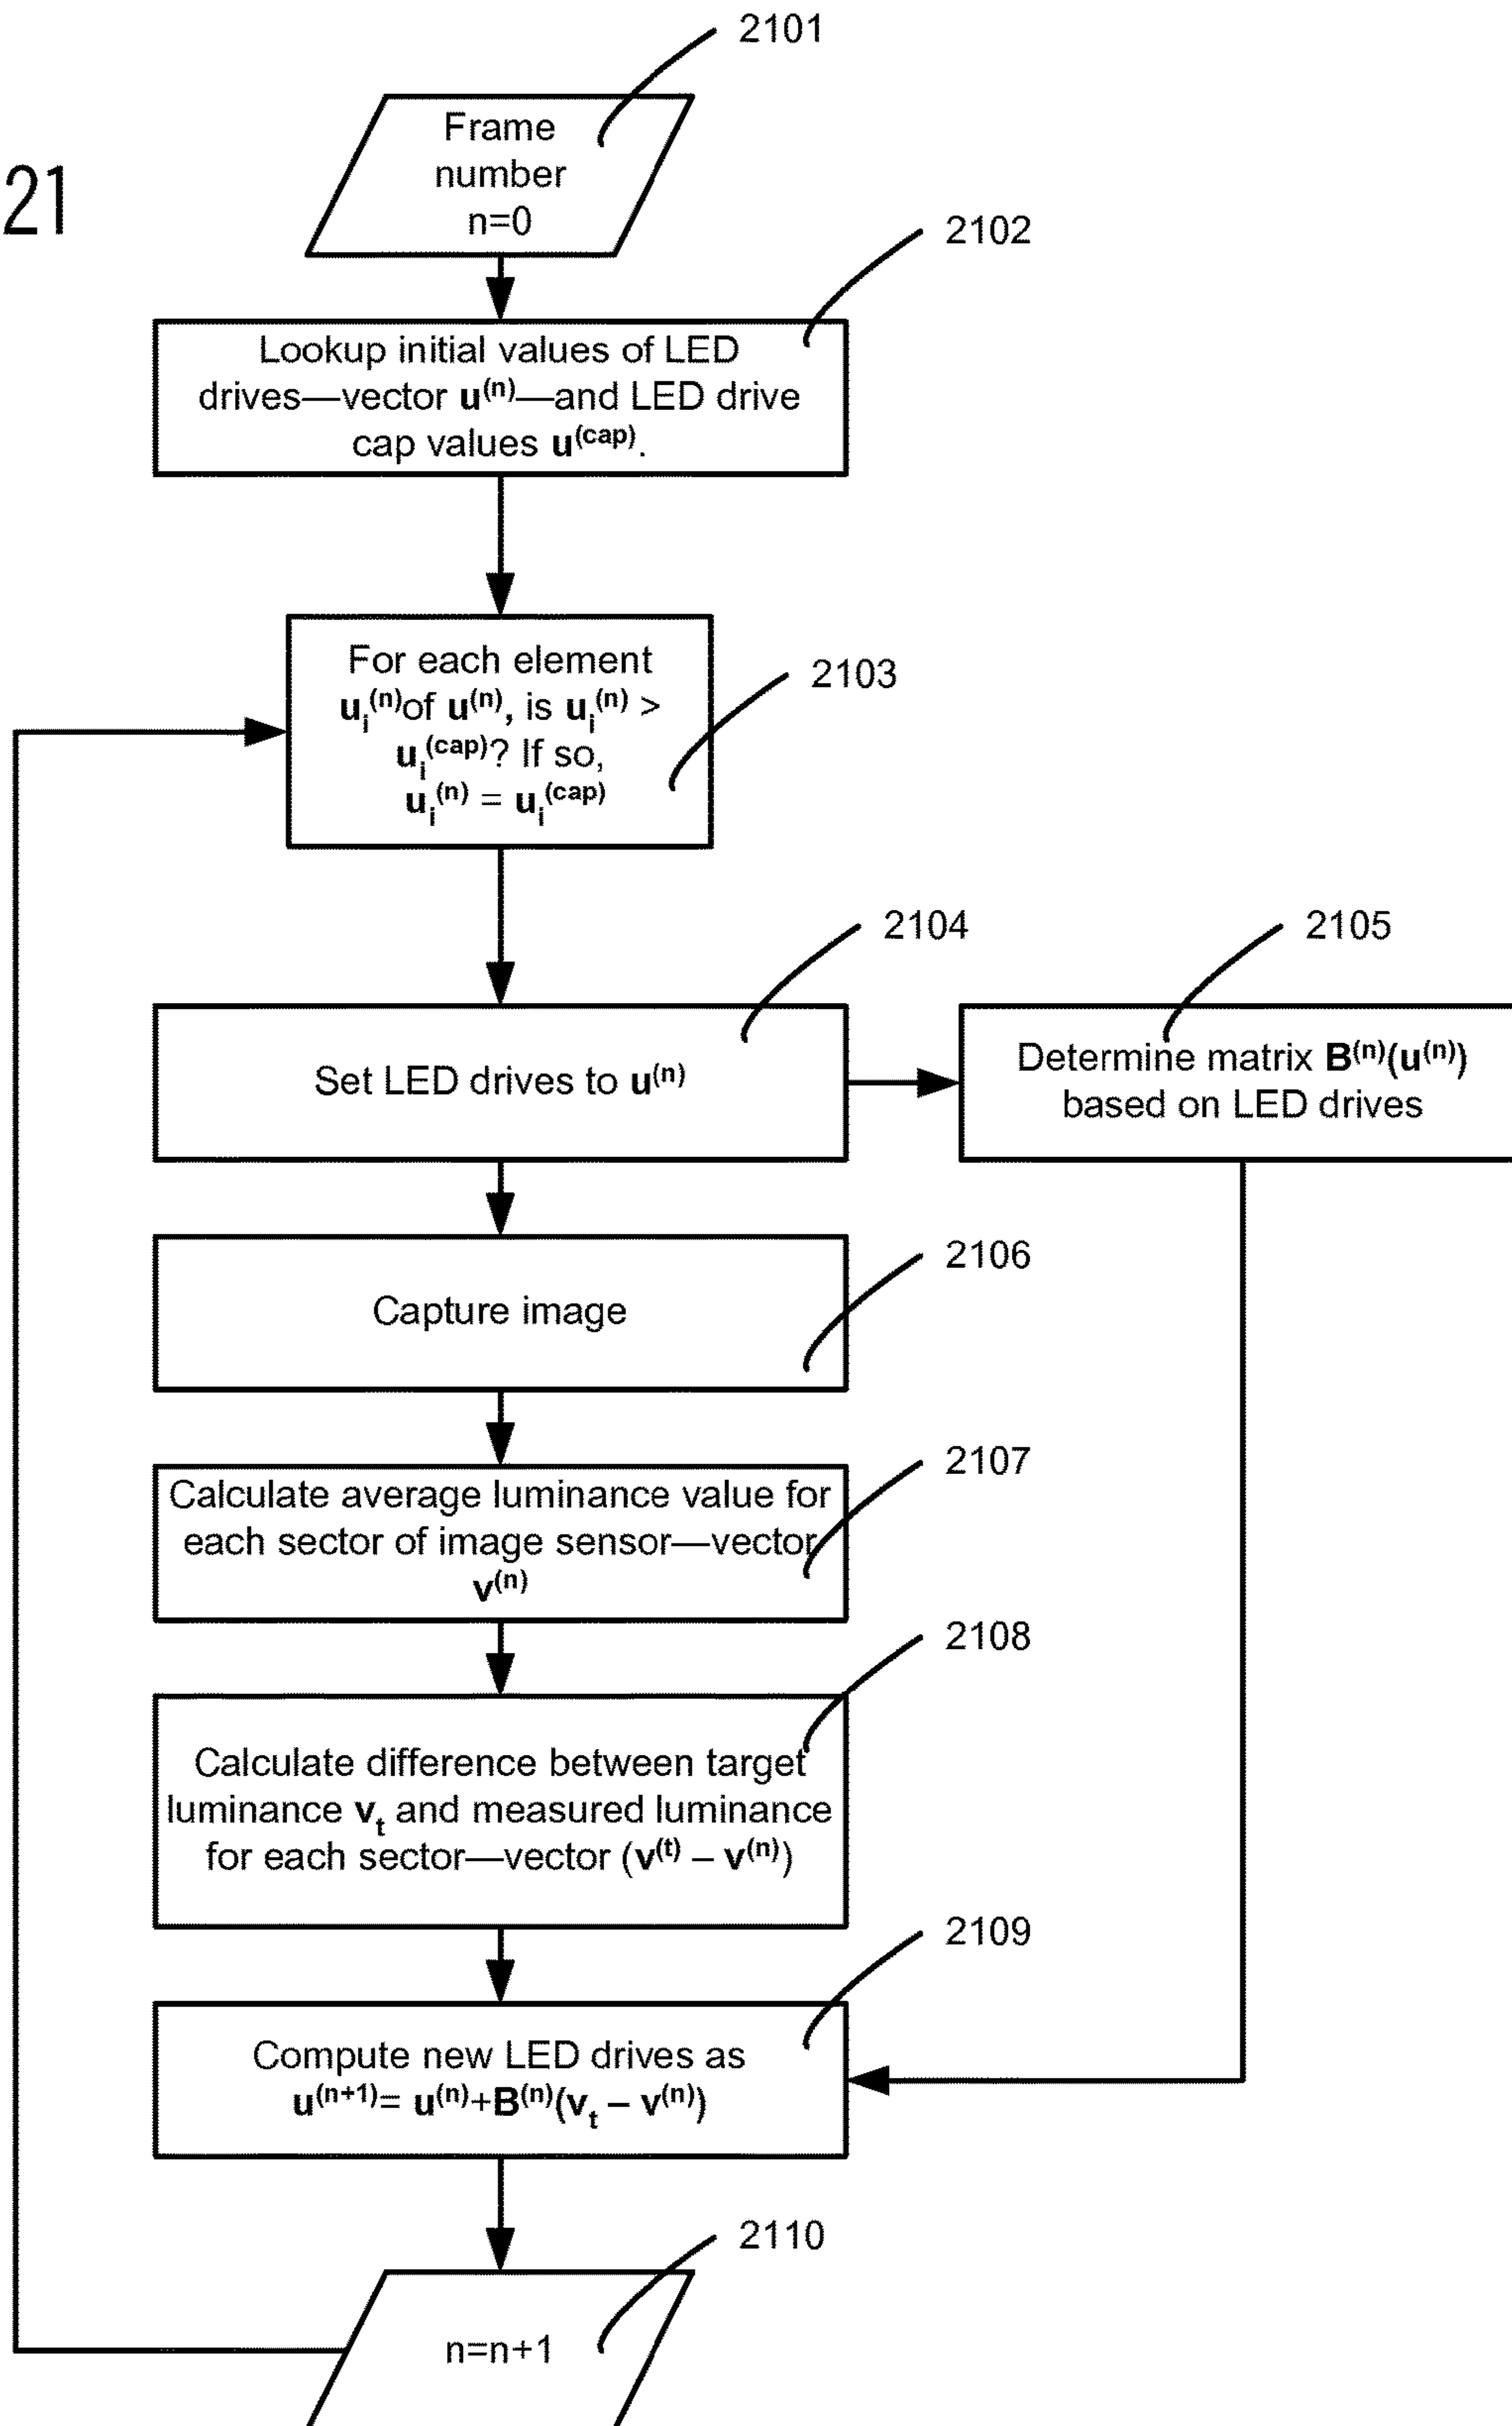 2101
Frame
number
n=0
21
2102
Lookup initial values of LED
drives—vector u⁽ⁿ⁾—and LED drive
cap values u⁽ᶜᵃᵖ⁾.
For each element
uᵢ⁽ⁿ⁾of u⁽ⁿ⁾, is uᵢ⁽ⁿ⁾ >
uᵢ⁽ᶜᵃᵖ⁾? If so,
uᵢ⁽ⁿ⁾ = uᵢ⁽ᶜᵃᵖ⁾
2103
2104
2105
Set LED drives to u⁽ⁿ⁾
Determine matrix B⁽ⁿ⁾(u⁽ⁿ⁾)
based on LED drives
2106
Capture image
2107
Calculate average luminance value for
each sector of image sensor—vector
v⁽ⁿ⁾
2108
Calculate difference between target
luminance vₜ and measured luminance
for each sector—vector (v⁽ᵗ⁾ – v⁽ⁿ⁾)
2109
Compute new LED drives as
u⁽ⁿ⁺¹⁾= u⁽ⁿ⁾+B⁽ⁿ⁾(vₜ – v⁽ⁿ⁾)
2110
n=n+1